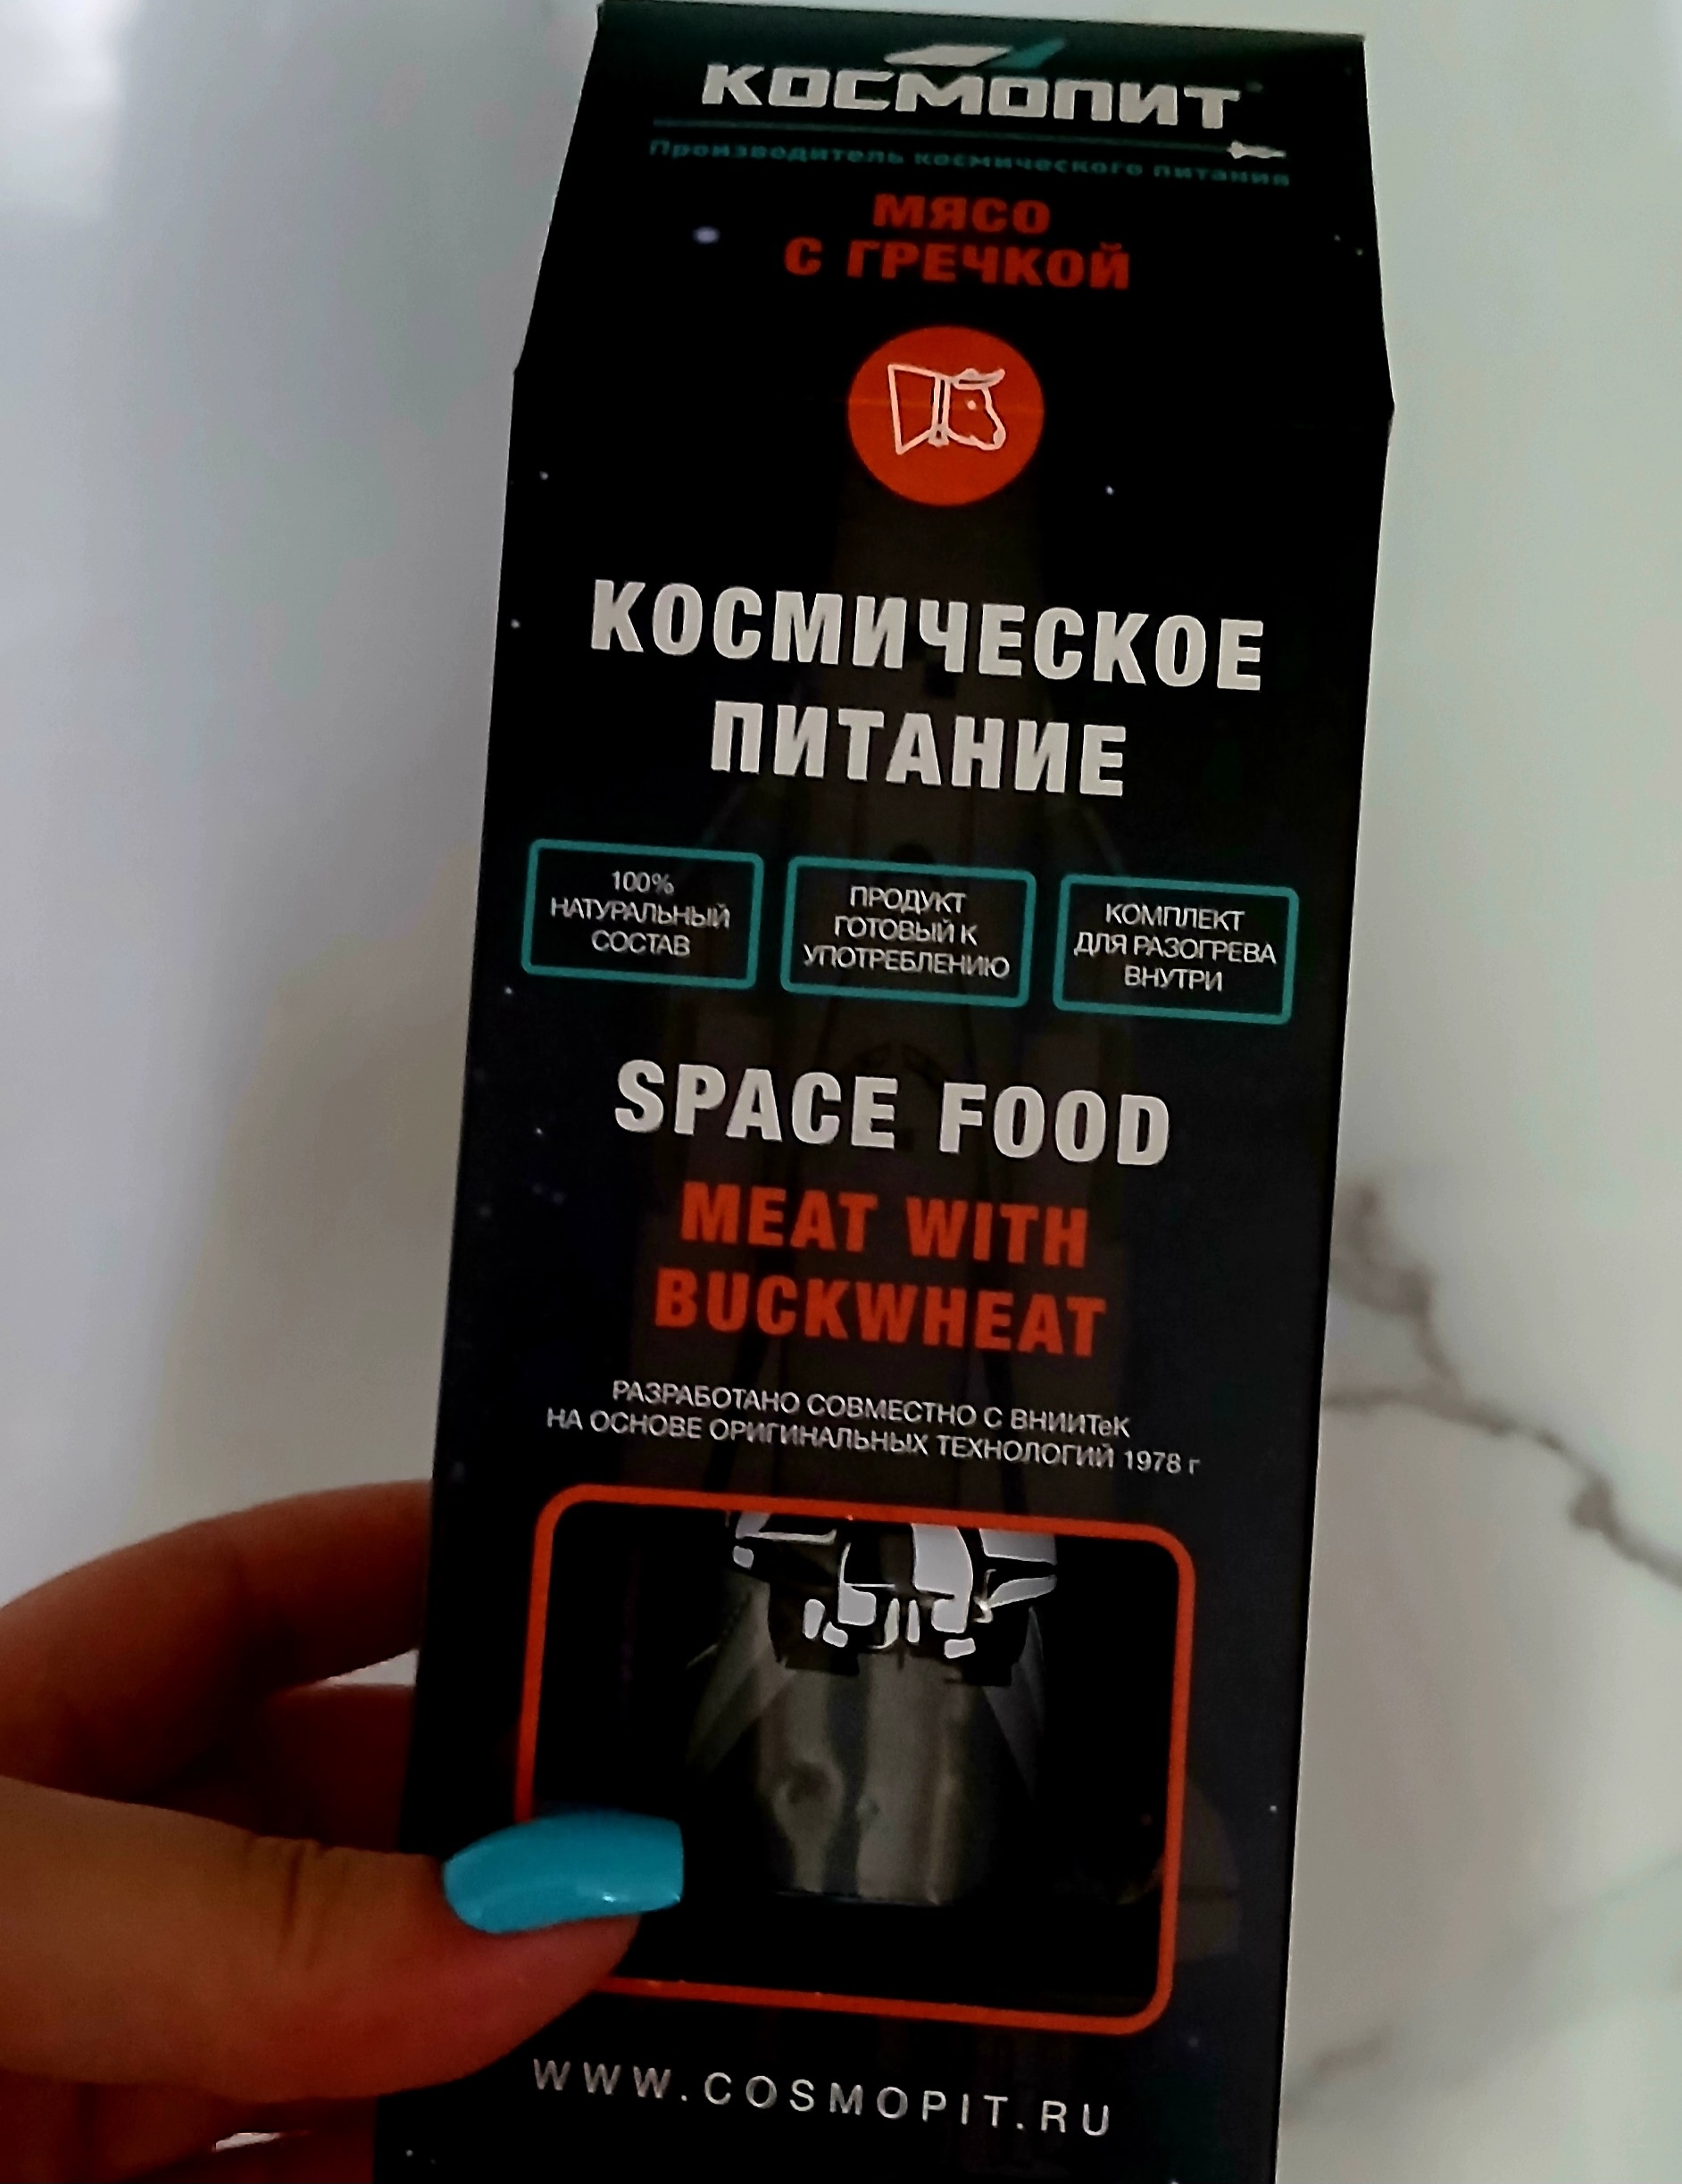 КОСМОПИТ
Производитель космического питания
МЯСО
С ГРЕЧКОЙ
КОСМИЧЕСКОЕ
ПИТАНИЕ
100%
НАТУРАЛЬНЫЙ
СОСТАВ
ПРОДУКТ
ГОТОВЫЙ К
УПОТРЕБЛЕНИЮ
КОМПЛЕКТ
ДЛЯ РАЗОГРЕВА
ВНУТРИ
SPACE FOOD
MEAT WITH
BUCKWHEAT
РАЗРАБОТАНО СОВМЕСТНО С ВНИИТеК
НА ОСНОВЕ ОРИГИНАЛЬНЫХ ТЕХНОЛОГИЙ 1978 г
WWW.COSMOPIT.RU